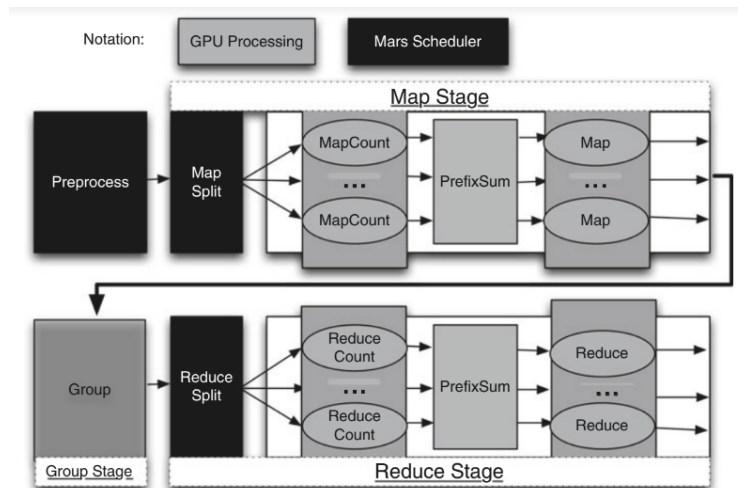 Notation:
GPU Processing
Mars Scheduler
Map Stage
Preprocess
Map
Split
MapCount
...
MapCount
PrefixSum
Map
...
Map
Group
Group Stage
Reduce
Split
Reduce
Count
...
Reduce
Count
PrefixSum
Reduce
...
Reduce
Reduce Stage